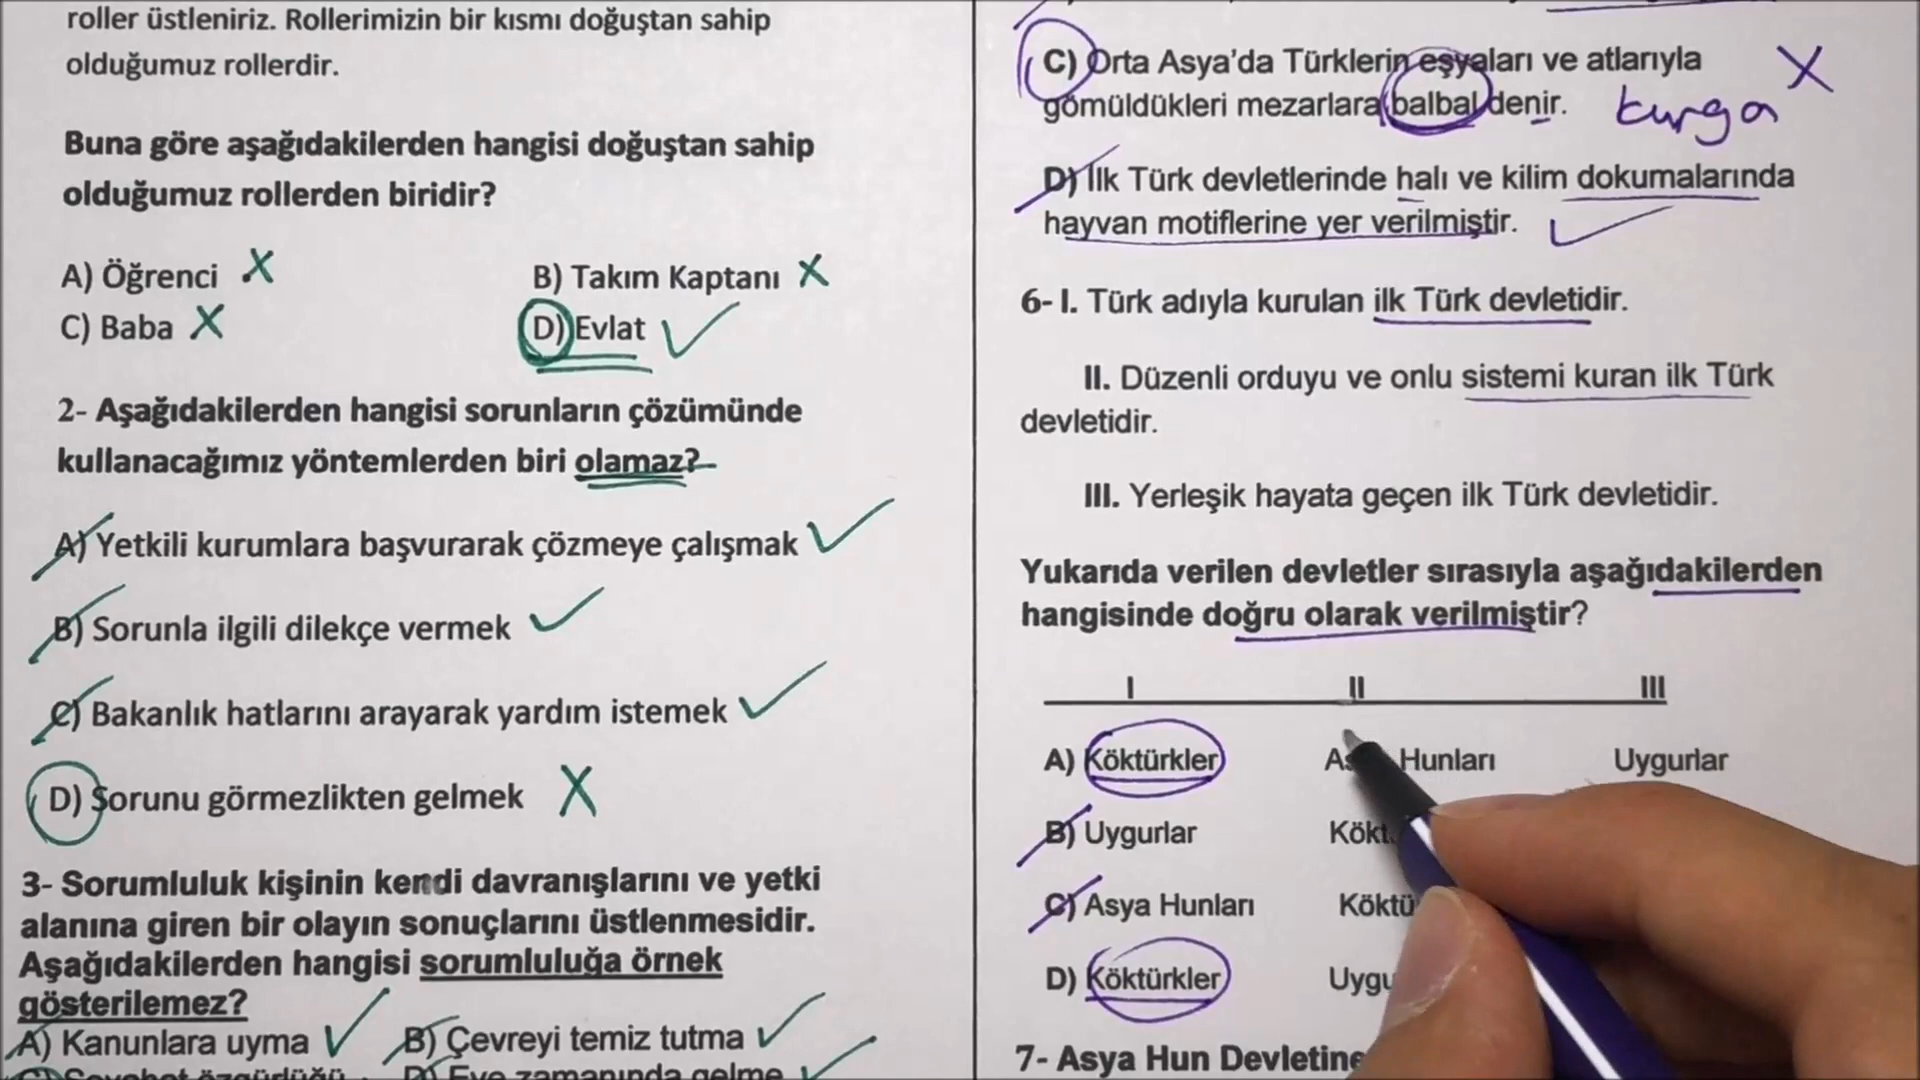 roller üstleniriz. Rollerimizin bir kısmı doğuştan sahip
olduğumuz rollerdir.
Buna göre aşağıdakilerden hangisi doğuştan sahip
olduğumuz rollerden biridir?
A) Öğrenci X B) Takım Kaptanı X
C) Baba X D) Evlat
2- Aşağıdakilerden hangisi sorunların çözümünde
kullanacağımız yöntemlerden biri olamaz?
A) Yetkili kurumlara başvurarak çözmeye çalışmak
B) Sorunla ilgili dilekçe vermek
C) Bakanlık hatlarını arayarak yardım istemek
D) Sorunu görmezlikten gelmek X
3- Sorumluluk kişinin kendi davranışlarını ve yetki
alanına giren bir olayın sonuçlarını üstlenmesidir.
Aşağıdakilerden hangisi sorumluluğa örnek
gösterilemez?
A) Kanunlara uyma B) Çevreyi temiz tutma
C) Seyahat özgürlüğü D) Eve zamanında gelme
C) Orta Asya'da Türklerin eşyaları ve atlarıyla X
gömüldükleri mezarlara balbal denir. kurga
D) İlk Türk devletlerinde halı ve kilim dokumalarında
hayvan motiflerine yer verilmiştir.
6- I. Türk adıyla kurulan ilk Türk devletidir.
II. Düzenli orduyu ve onlu sistemi kuran ilk Türk
devletidir.
III. Yerleşik hayata geçen ilk Türk devletidir.
Yukarıda verilen devletler sırasıyla aşağıdakilerden
hangisinde doğru olarak verilmiştir?
I II III
A) Köktürkler Hunları Uygurlar
B) Uygurlar
C) Asya Hunları
D) Köktürkler
7- Asya Hun Devletine